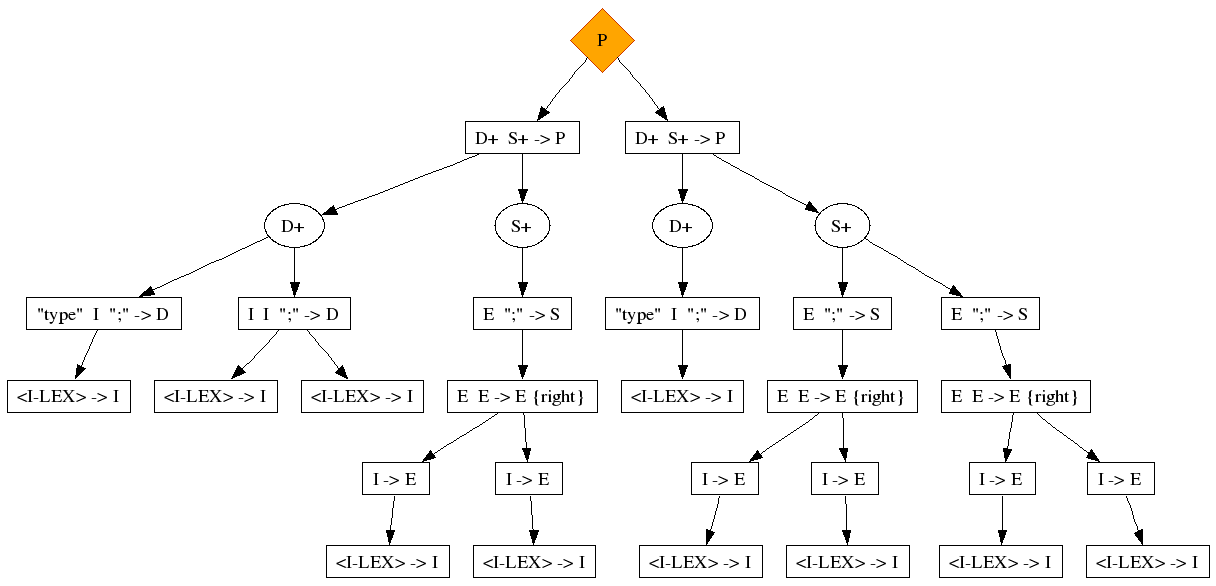 P
D+ S+ -> P
D+ S+ -> P
D+
S+
D+
S+
"type" I ";" -> D
I I ";" -> D
E ";" -> S
"type" I ";" -> D
E ";" -> S
E ";" -> S
<I-LEX> -> I
<I-LEX> -> I
<I-LEX> -> I
E E -> E {right}
<I-LEX> -> I
E E -> E {right}
E E -> E {right}
I -> E
I -> E
I -> E
I -> E
I -> E
I -> E
<I-LEX> -> I
<I-LEX> -> I
<I-LEX> -> I
<I-LEX> -> I
<I-LEX> -> I
<I-LEX> -> I